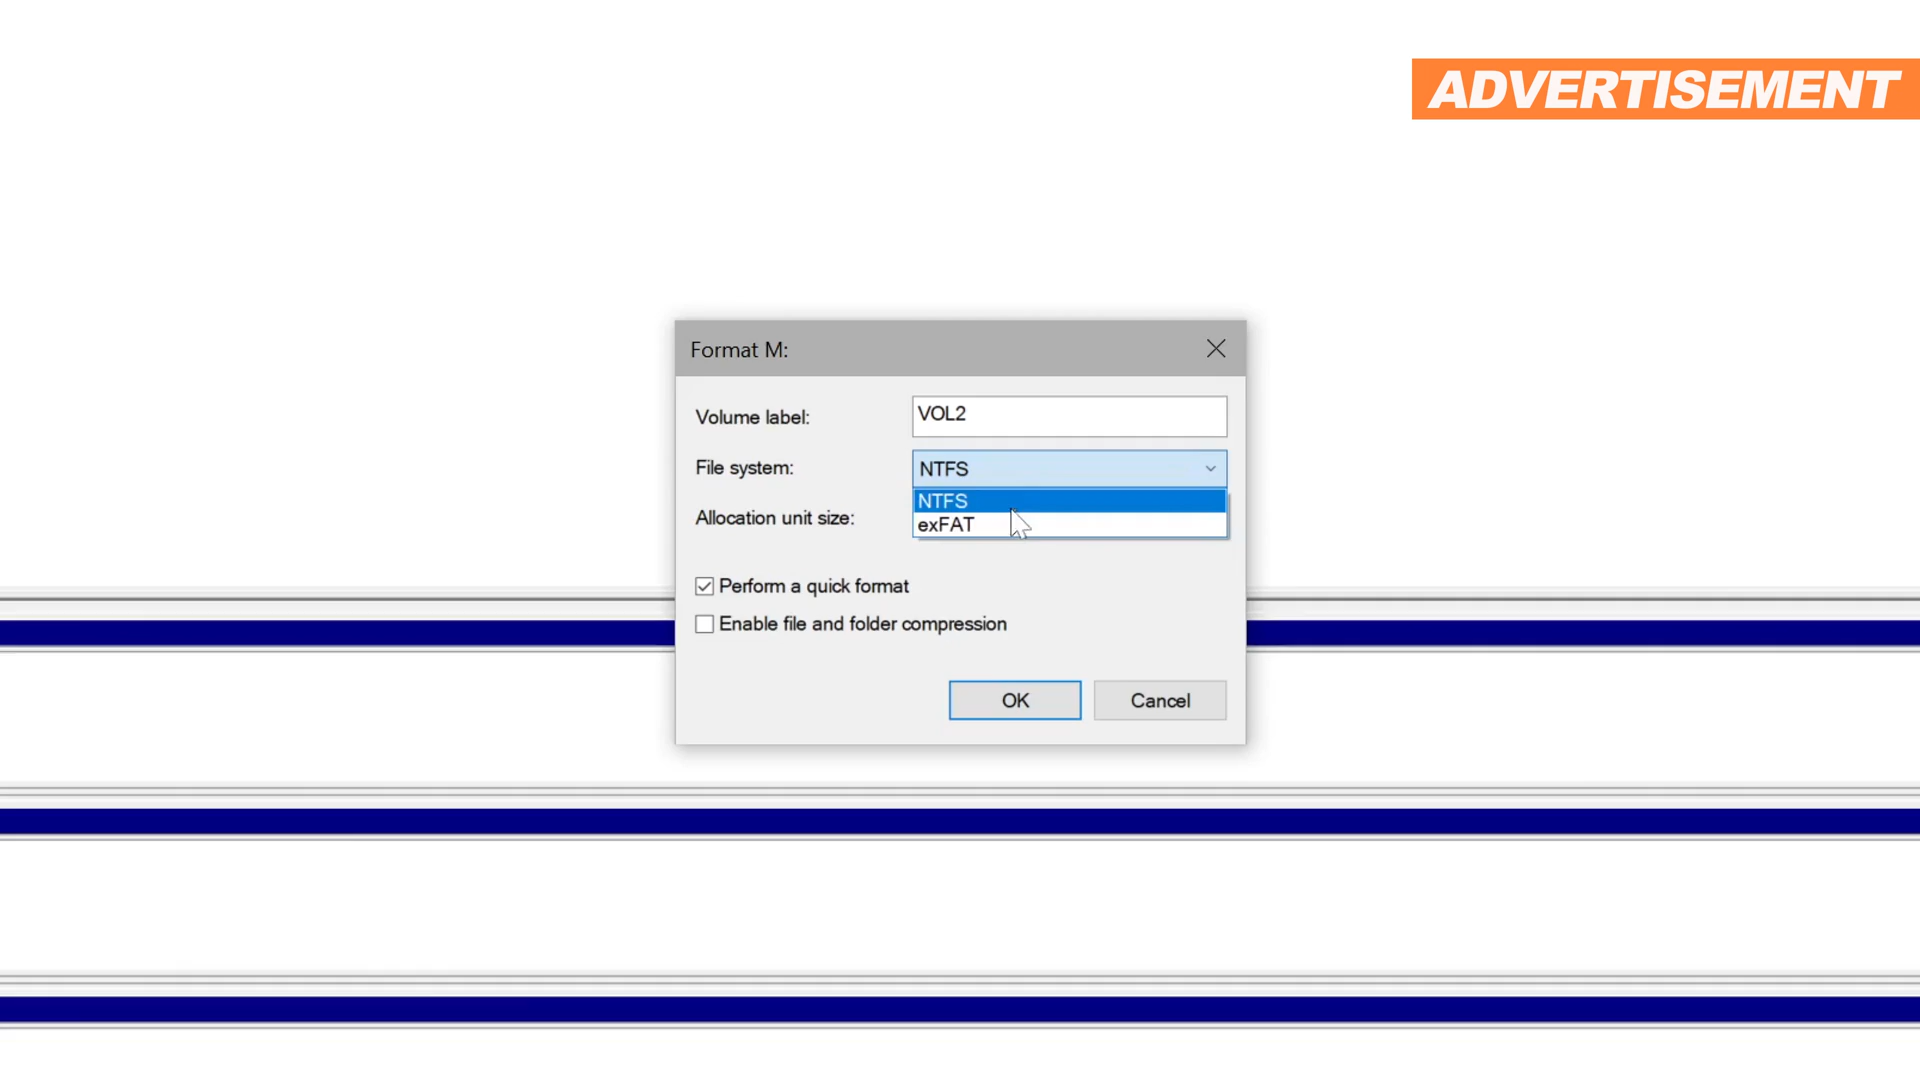 ADVERTISEMENT
Format M:
Volume label: VOL2
File system: NTFS
NTFS
Allocation unit size:
exFAT
Perform a quick format
Enable file and folder compression
OK Cancel